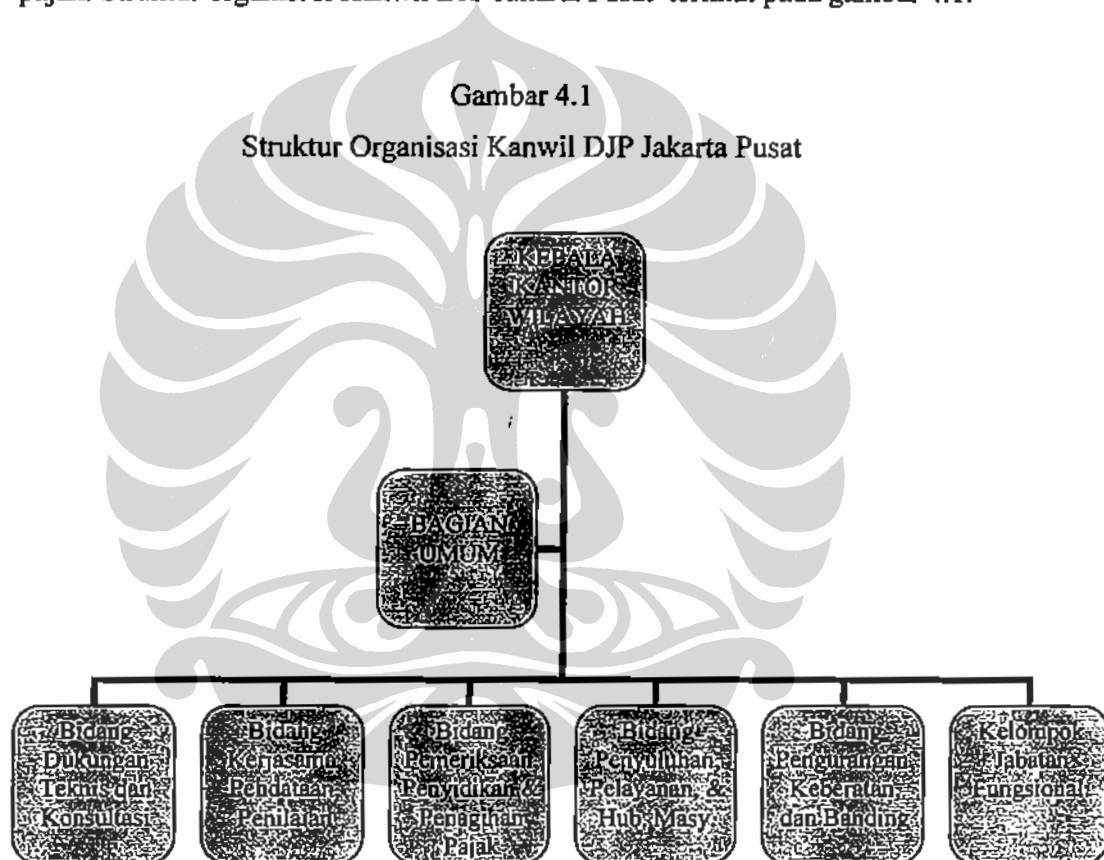 Gambar 4.1
Struktur Organisasi Kanwil DJP Jakarta Pusat
KEPALA
KANTOR
WILAYAH
BAGIAN
UMUM
Bidang
Dukungan
Teknis dan
Konsultasi
Bidang
Kerjasama,
Pendataan
Penilaian
Bidang
Pemeriksaan
Penyidikan &
Penagihan
Pajak
Bidang
Penyuluhan
Pelayanan &
Hub. Masy
Bidang
Pengurangan,
Keberatan
dan Banding
Kelompok
Jabatan
Fungsional